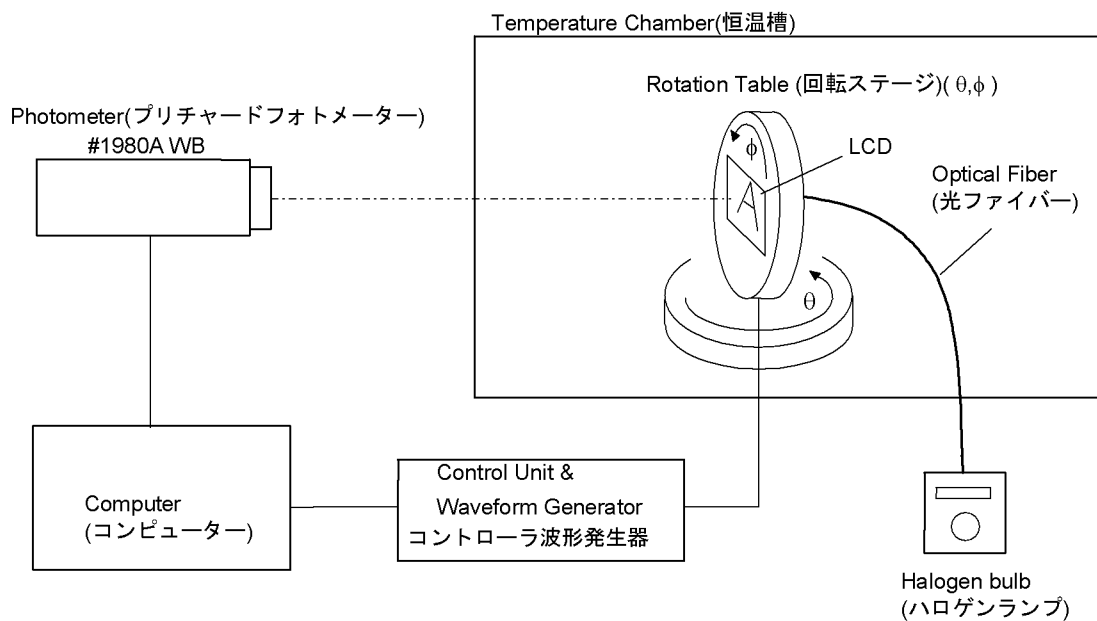 Temperature Chamber(恒温槽)
Rotation Table (回転ステージ)( θ,ϕ )
Photometer(プリチャードフォトメーター)
#1980A WB
ϕ
LCD
A
Optical Fiber
(光ファイバー)
θ
Control Unit &
Waveform Generator
コントローラ波形発生器
Computer
(コンピューター)
Halogen bulb
(ハロゲンランプ)